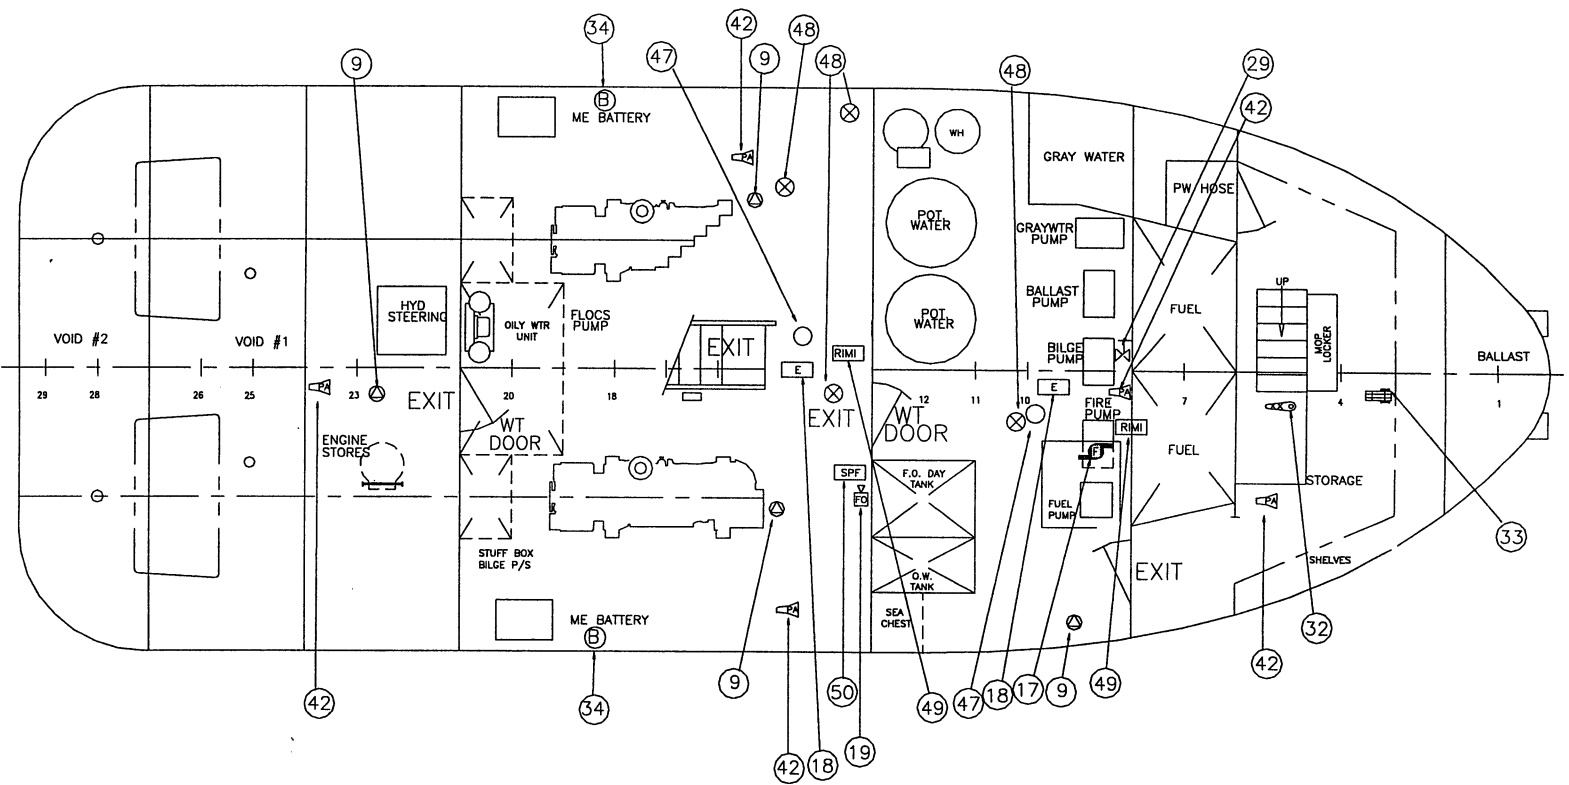 42
48
34
47
9
48
48
29
9
42
B
ME BATTERY
WH
GRAY WATER
PA
PW HOSE
POT.
WATER
GRAYWTR
PUMP
UP
HYD
STEERING
OILY WTR
UNIT
FLOCS
PUMP
BALLAST
PUMP
FUEL
POT.
WATER
VOID #2
VOID #1
EXIT
RIMI
BILGE
PUMP
MOP
LOCKER
BALLAST
E
E
29
28
26
25
PA
23
EXIT
20
18
EXIT
12
11
10
PA
7
4
1
WT
DOOR
WT
DOOR
FIRE
PUMP
RIMI
ENGINE
STORES
FUEL
F
SPF
F.O. DAY
TANK
STORAGE
FO
FUEL
PUMP
PA
32
33
STUFF BOX
BILGE P/S
O.W.
TANK
EXIT
SHELVES
ME BATTERY
B
PA
SEA
CHEST
42
34
9
50
49
47
18
17
9
49
42
42
18
19